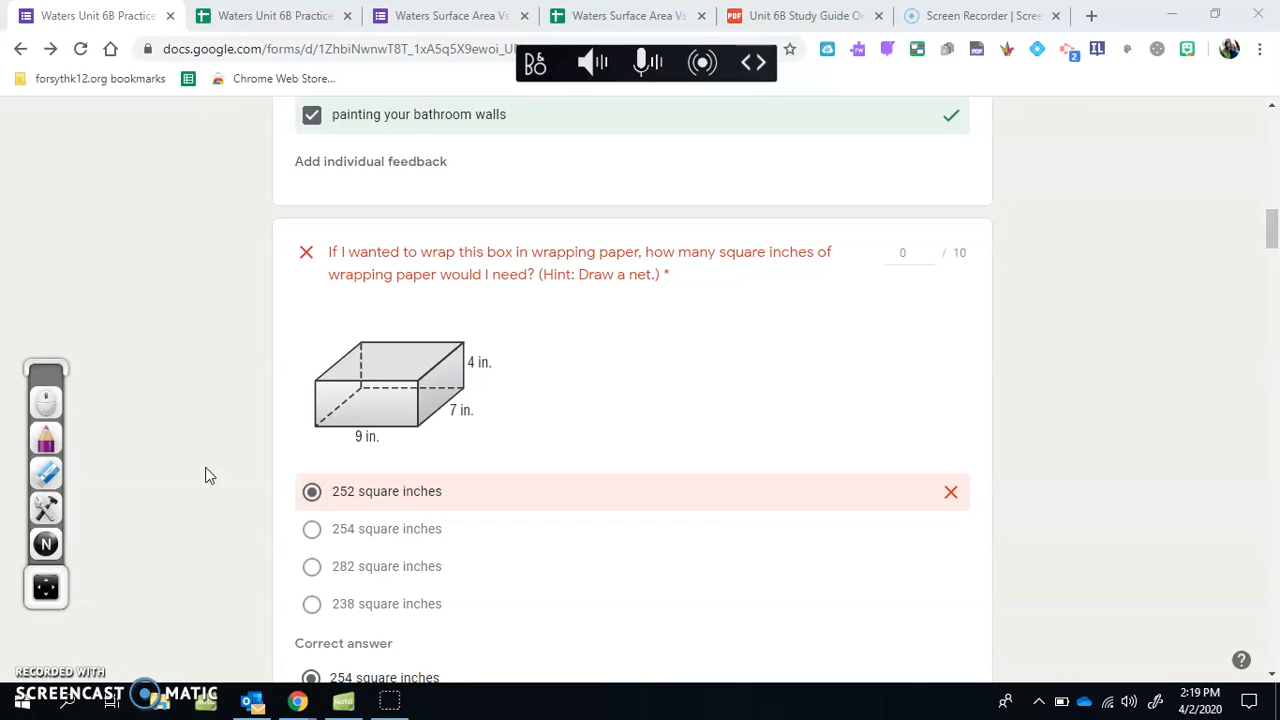 Waters Unit 6B Practice
Waters Unit 6B Practice
Waters Surface Area Vs
Waters Surface Area Vs
Unit 6B Study Guide
Screen Recorder | Scree
docs.google.com/forms/d/1ZhbiNwnwT8T_1xA5q5X9ewoi_U
forsythk12.org bookmarks
Chrome Web Store...
painting your bathroom walls
Add individual feedback
If I wanted to wrap this box in wrapping paper, how many square inches of
wrapping paper would I need? (Hint: Draw a net.) *
0 / 10
4 in.
7 in.
9 in.
252 square inches
254 square inches
282 square inches
238 square inches
Correct answer
254 square inches
N
RECORDED WITH
SCREENCAST MATIC
2:19 PM
4/2/2020